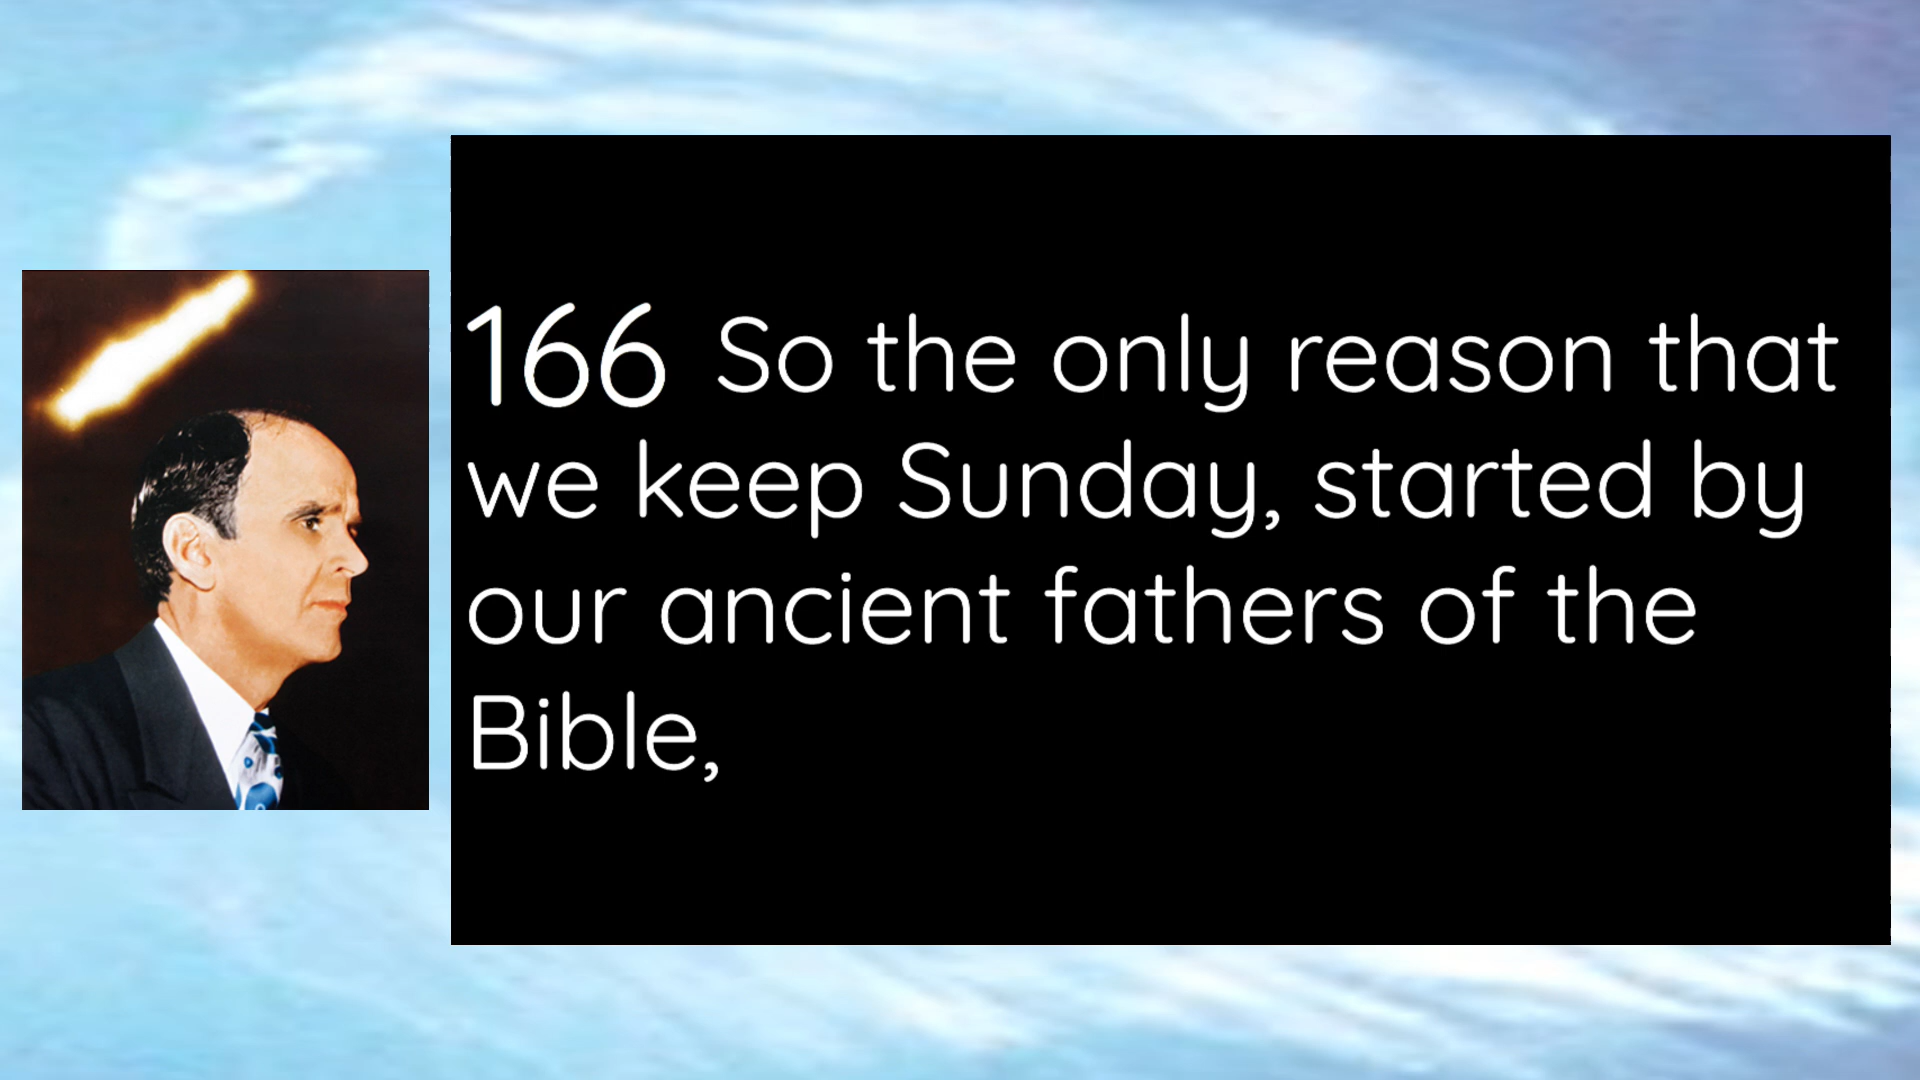 166 So the only reason that
we keep Sunday, started by
our ancient fathers of the
Bible,